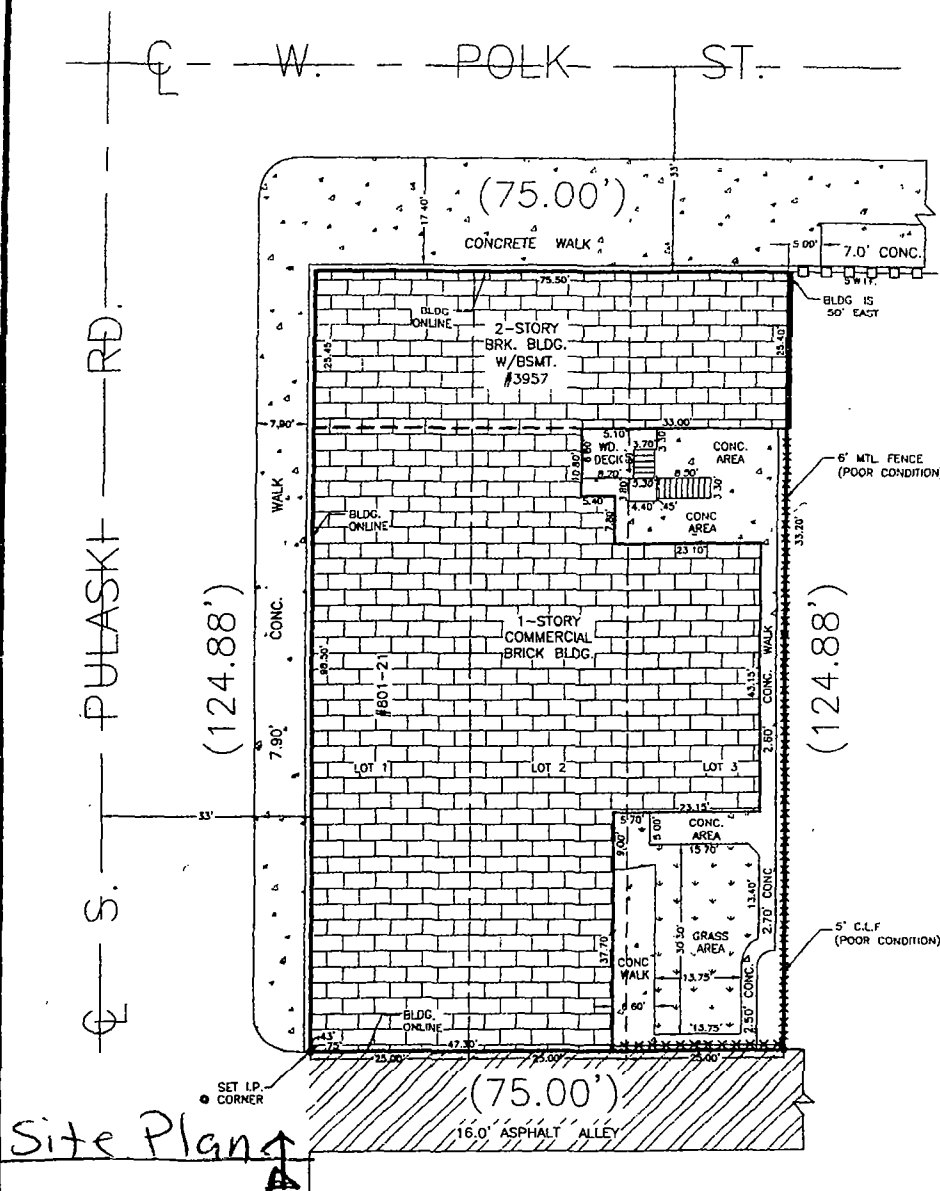 ℄ W. POLK ST.
33'
(75.00')
17.40'
CONCRETE WALK
5.00'
7.0' CONC.
75.50'
BLDG IS
50' EAST
BLDG
ONLINE
2-STORY
BRK. BLDG.
W/BSMT.
#3957
25.45'
25.40'
7.90'
33.00'
5.10'
3.30'
WD.
DECK
3.70'
CONC.
AREA
10.80'
8.70'
3.30'
8.50'
3.30'
5.40'
3.80'
4.40'
.45'
7.80'
CONC
AREA
6' MTL. FENCE
(POOR CONDITION)
33.20'
WALK
BLDG.
ONLINE
23.10'
℄ S. PULASKI RD.
(124.88')
CONC.
7.90'
#801-21
1-STORY
COMMERCIAL
BRICK BLDG.
43.15'
CONC. WALK
2.60'
(124.88')
LOT 1
LOT 2
LOT 3
33'
23.15'
5.70'
5.00'
CONC.
AREA
15.70'
9.00'
13.40'
2.70' CONC
37.70'
30.50'
GRASS
AREA
5' C.L.F
(POOR CONDITION)
CONC
WALK
13.75'
2.50' CONC.
13.75'
BLDG.
ONLINE
.43'
75'
47.30'
25.00'
25.00'
25.00'
SET I.P.
CORNER
(75.00')
16.0' ASPHALT ALLEY
Site Plan